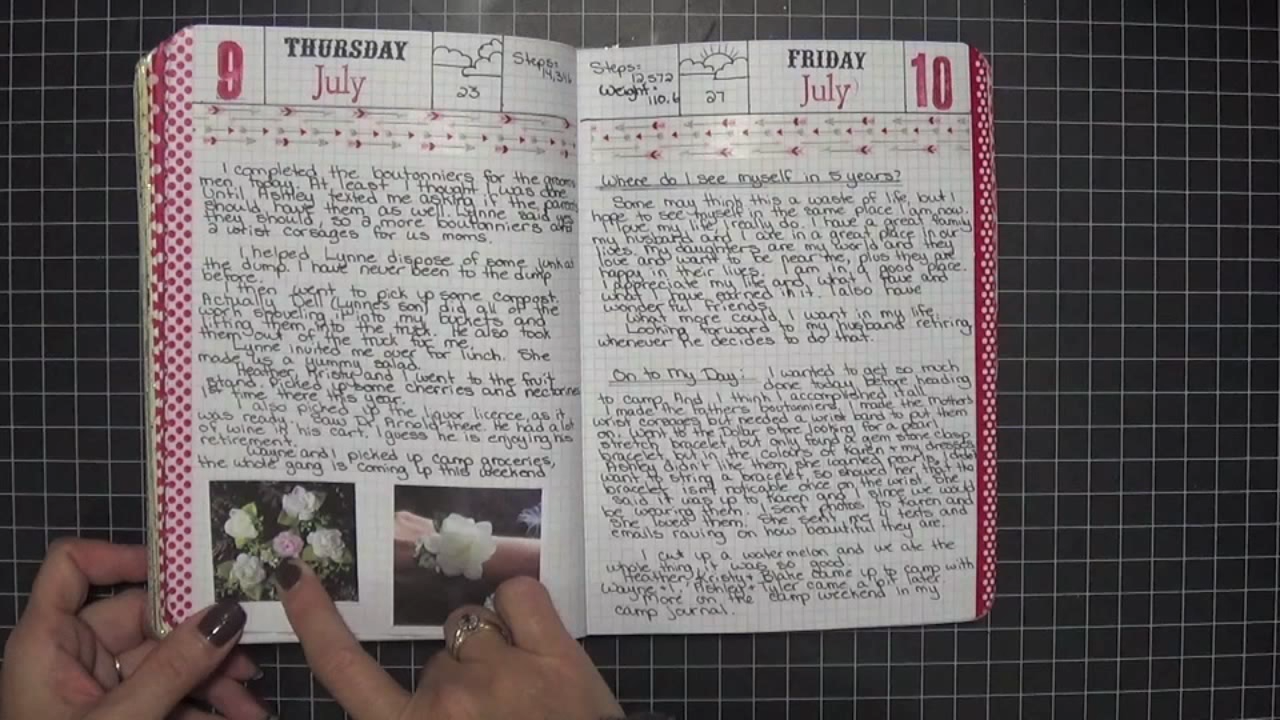 9
THURSDAY
July
23
Steps:
14,316
I completed the boutonniers for the grooms
men today. At least I thought I was done
Until Ashley texted me asking if the parents
should have them as well. Lynne said yes
they should, so 2 more boutonniers and
2 wrist corsages for us moms.
I helped Lynne dispose of some junk at
the dump. I have never been to the dump
before.
I then went to pick up some compost.
Actually Dell (Lynne's son) did all of the
work shoveling it into my buckets and
lifting them into the truck. He also took
them out of the truck for me.
Lynne invited me over for lunch. She
made us a yummy salad.
Heather, Kristy and I went to the fruit
stand. Picked up some cherries and nectarines
1st time there this year.
I also picked up the liquor licence, as it
was ready. Saw Dr. Arnold there. He had a lot
of wine in his cart. I guess he is enjoying his
retirement.
Wayne and I picked up camp groceries,
the whole gang is coming up this weekend
Steps:
12,572
Weight:
110.6
27
FRIDAY
July
10
Where do I see myself in 5 years?
Some may think this a waste of life, but I
hope to see myself in the same place I am now.
I love my life, I really do. I have a great family
my husband and I are in a great place in our
lives. My daughters are my world and they
love and want to be near me, plus they are
happy in their lives. I am in a good place.
I appreciate my life and, what I have and
what I have earned in it. I also have
wonderful friends.
What more could I want in my life.
Looking forward to my husband retiring
whenever he decides to do that.
On to My Day: I wanted to get so much
done today before heading
to camp. And I think I accomplished it all.
I made the fathers boutonniers, I made the mothers
wrist corsages but needed a wrist band to put them
on. Went to the Dollar Store looking for a pearl
stretch bracelet, but only found a gem stone clasp
bracelet, but in the colours of Karen + my dresses
Ashley didn't like them, she wanted pearls. I didn't
want to string a bracelet so showed her that the
bracelet isn't noticable once on the wrist. She
said it was up to Karen and I since we would
be wearing them. I sent photos to Karen and
she loved them. She sent me texts and
emails raving on how beautiful they are.
I cut up a watermelon and we ate the
whole thing it was so good.
Heather, Kristy + Blake came up to camp with
Wayne + I. Ashley + Tyler came a bit later
More on the camp weekend in my
camp journal.